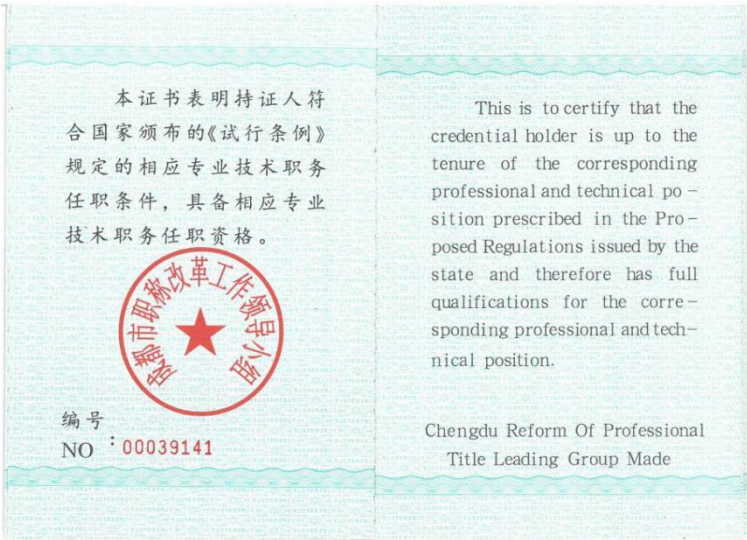 本证书表明持证人符
合国家颁布的《试行条例》
规定的相应专业技术职务
任职条件，具备相应专业
技术职务任职资格。
成都市职称改革工作领导小组
编号
NO：00039141
This is to certify that the
credential holder is up to the
tenure of the corresponding
professional and technical po-
sition prescribed in the Pro-
posed Regulations issued by the
state and therefore has full
qualifications for the corre-
sponding professional and tech-
nical position.
Chengdu Reform Of Professional
Title Leading Group Made